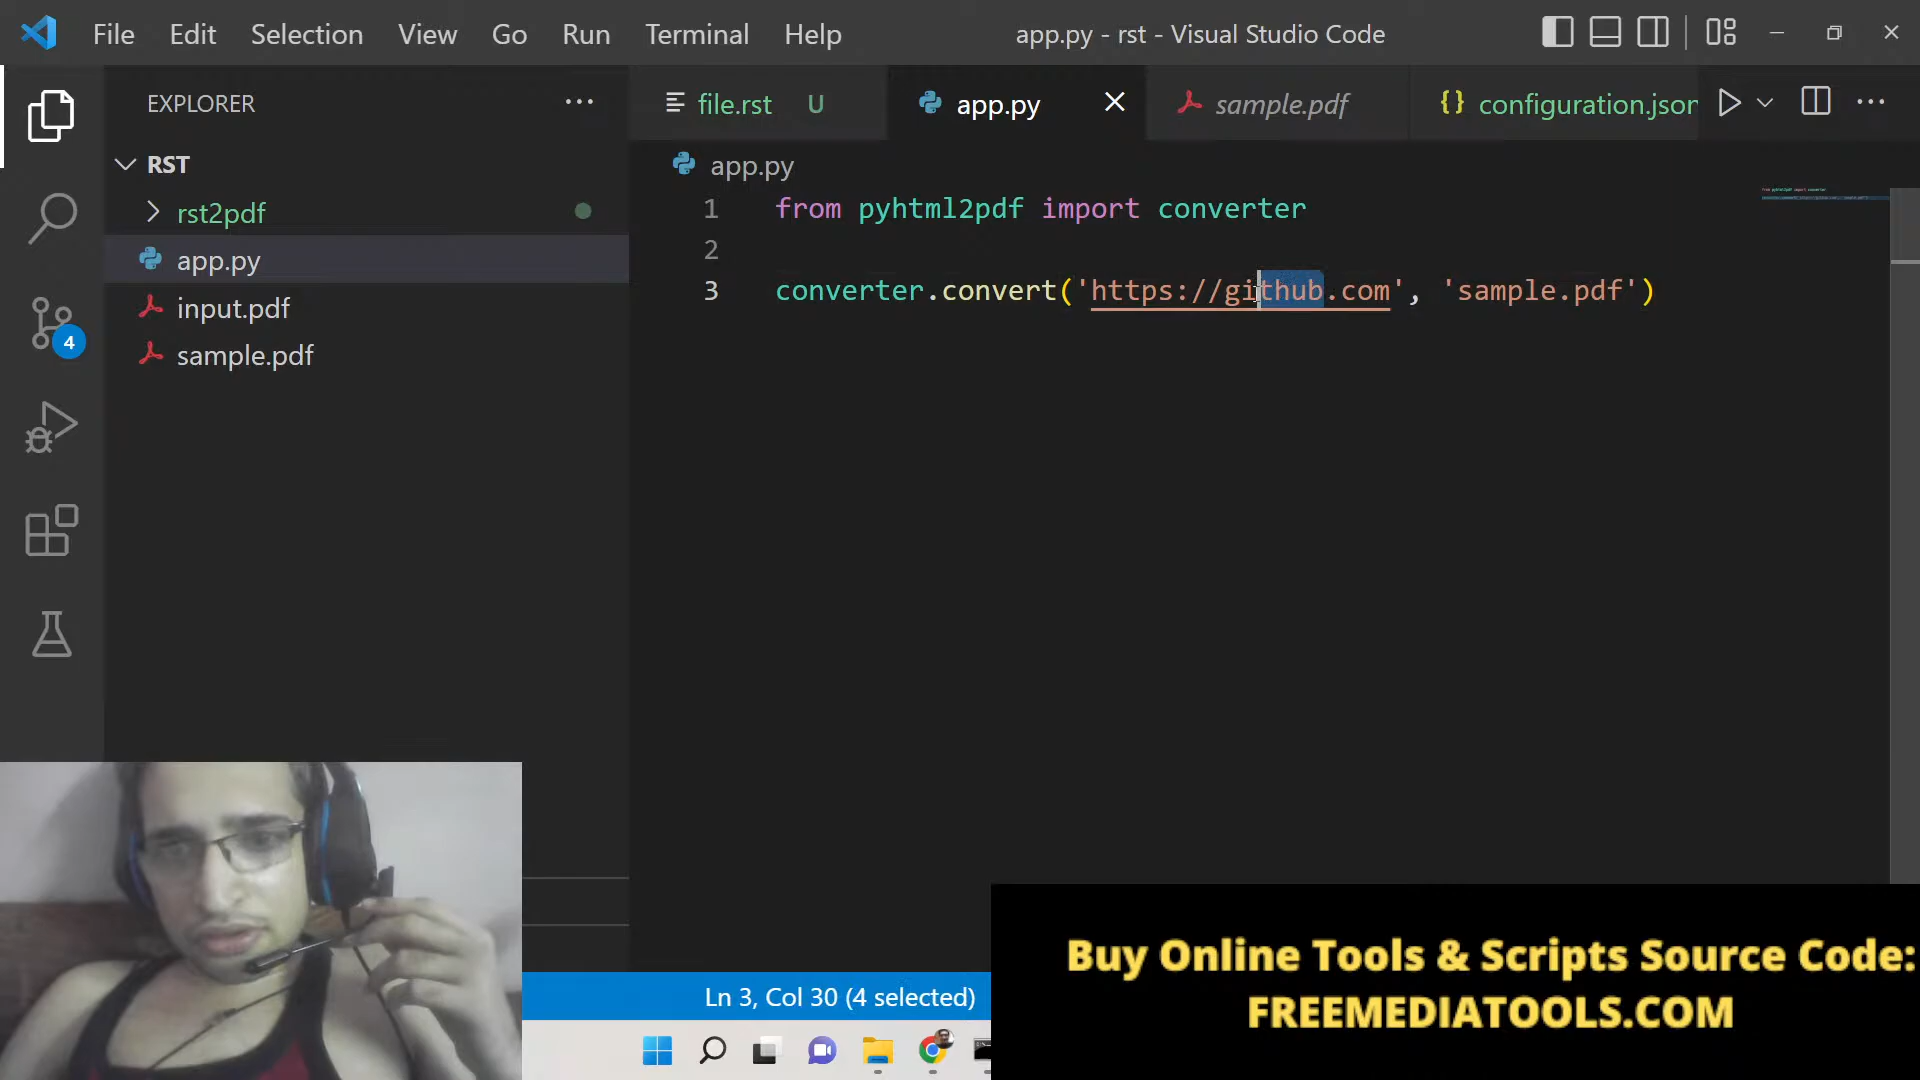 File Edit Selection View Go Run Terminal Help app.py - rst - Visual Studio Code
EXPLORER
RST
rst2pdf
app.py
input.pdf
sample.pdf
4
file.rst U app.py sample.pdf configuration.json
app.py
1 from pyhtml2pdf import converter
2
3 converter.convert('https://github.com', 'sample.pdf')
Ln 3, Col 30 (4 selected)
Buy Online Tools & Scripts Source Code:
FREEMEDIATOOLS.COM